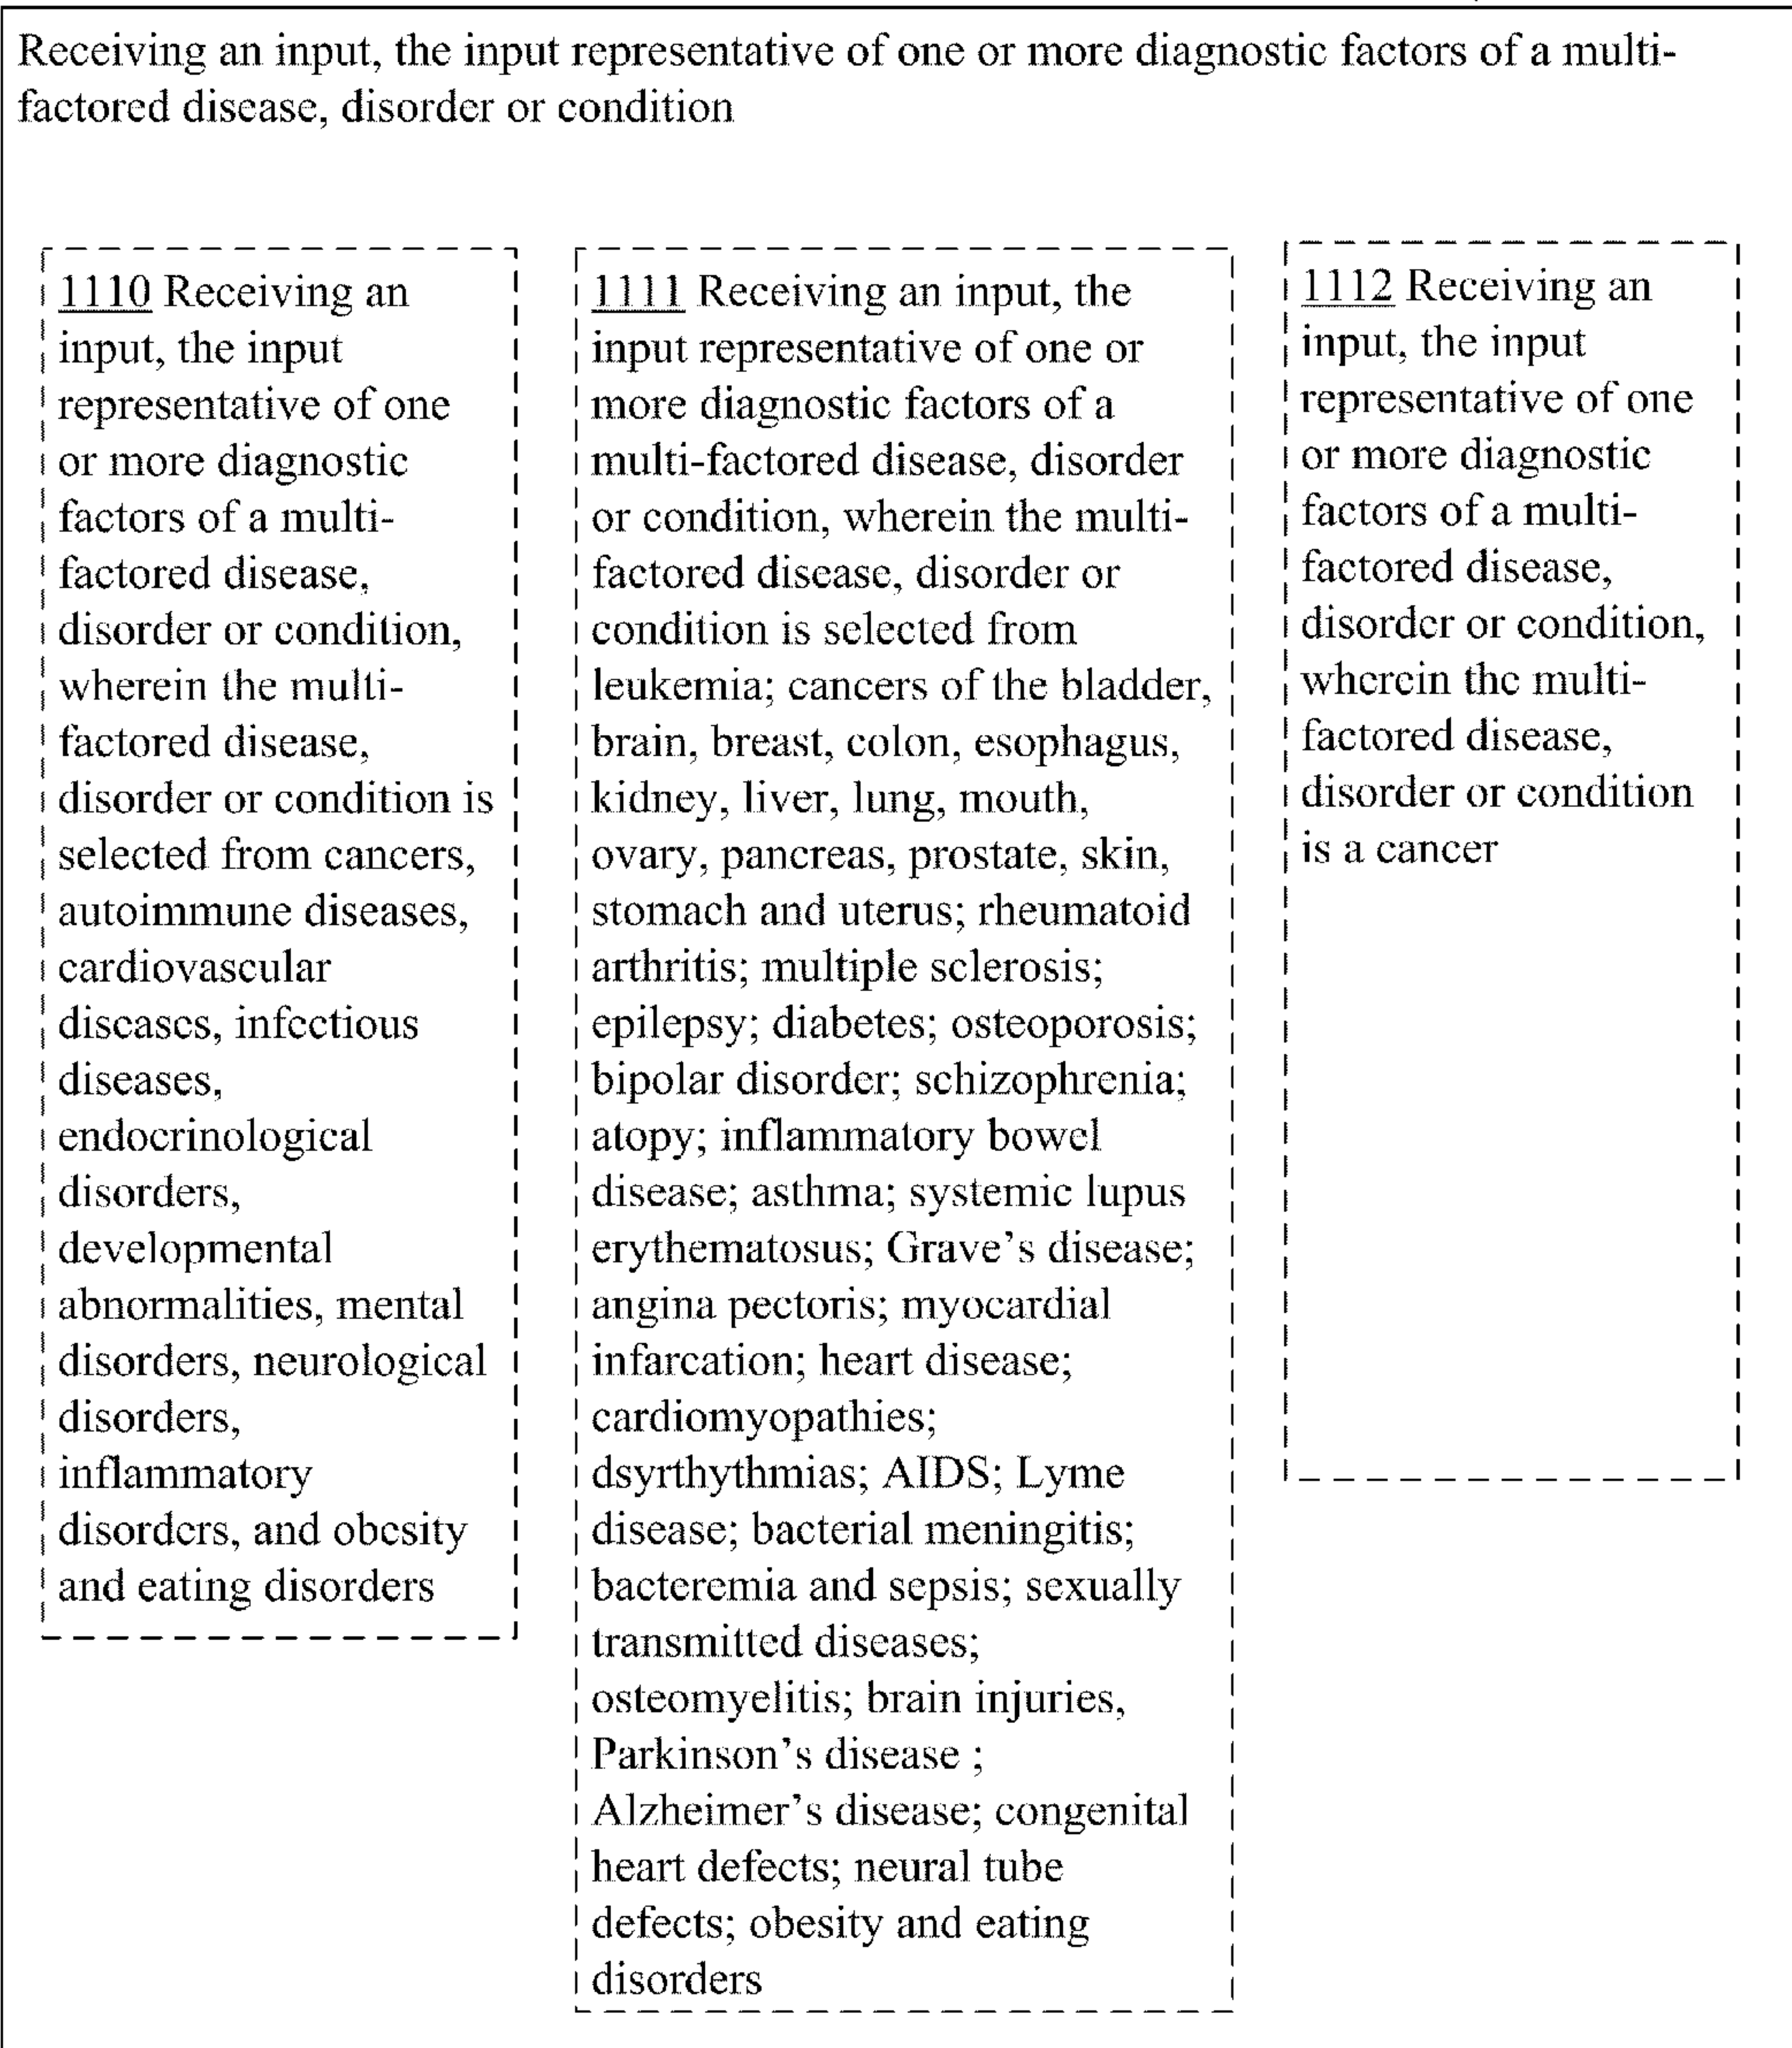 Receiving an input, the input representative of one or more diagnostic factors of a multi-
factored disease, disorder or condition
1110 Receiving an
input, the input
representative of one
or more diagnostic
factors of a multi-
factored disease,
disorder or condition,
wherein the multi-
factored disease,
disorder or condition is
selected from cancers,
autoimmune diseases,
cardiovascular
diseases, infectious
diseases,
endocrinological
disorders,
developmental
abnormalities, mental
disorders, neurological
disorders,
inflammatory
disorders, and obesity
and eating disorders
1111 Receiving an input, the
input representative of one or
more diagnostic factors of a
multi-factored disease, disorder
or condition, wherein the multi-
factored disease, disorder or
condition is selected from
leukemia; cancers of the bladder,
brain, breast, colon, esophagus,
kidney, liver, lung, mouth,
ovary, pancreas, prostate, skin,
stomach and uterus; rheumatoid
arthritis; multiple sclerosis;
epilepsy; diabetes; osteoporosis;
bipolar disorder; schizophrenia;
atopy; inflammatory bowel
disease; asthma; systemic lupus
erythematosus; Grave's disease;
angina pectoris; myocardial
infarcation; heart disease;
cardiomyopathies;
dsyrthythmias; AIDS; Lyme
disease; bacterial meningitis;
bacteremia and sepsis; sexually
transmitted diseases;
osteomyelitis; brain injuries,
Parkinson's disease ;
Alzheimer's disease; congenital
heart defects; neural tube
defects; obesity and eating
disorders
1112 Receiving an
input, the input
representative of one
or more diagnostic
factors of a multi-
factored disease,
disorder or condition,
wherein the multi-
factored disease,
disorder or condition
is a cancer